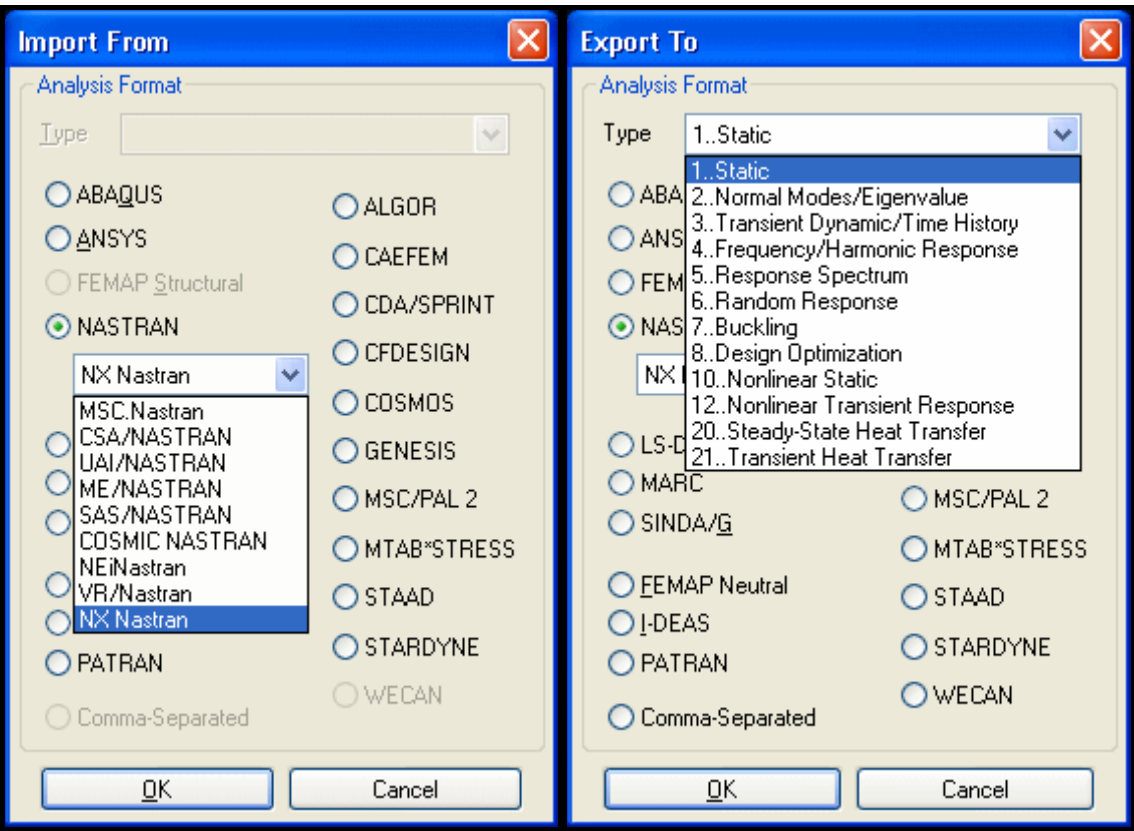 Import From
Analysis Format
Type
ABAQUS
ANSYS
FEMAP Structural
NASTRAN
NX Nastran
MSC.Nastran
CSA/NASTRAN
UAI/NASTRAN
ME/NASTRAN
SAS/NASTRAN
COSMIC NASTRAN
NEiNastran
VR/Nastran
NX Nastran
PATRAN
Comma-Separated
ALGOR
CAEFEM
CDA/SPRINT
CFDESIGN
COSMOS
GENESIS
MSC/PAL 2
MTAB*STRESS
STAAD
STARDYNE
WECAN
OK
Cancel
Export To
Analysis Format
Type
1..Static
1..Static
2..Normal Modes/Eigenvalue
3..Transient Dynamic/Time History
4..Frequency/Harmonic Response
5..Response Spectrum
6..Random Response
7..Buckling
8..Design Optimization
10..Nonlinear Static
12..Nonlinear Transient Response
20..Steady-State Heat Transfer
21..Transient Heat Transfer
ABA
ANS
FEM
NAS
NX
LS-D
MARC
SINDA/G
FEMAP Neutral
I-DEAS
PATRAN
Comma-Separated
MSC/PAL 2
MTAB*STRESS
STAAD
STARDYNE
WECAN
OK
Cancel